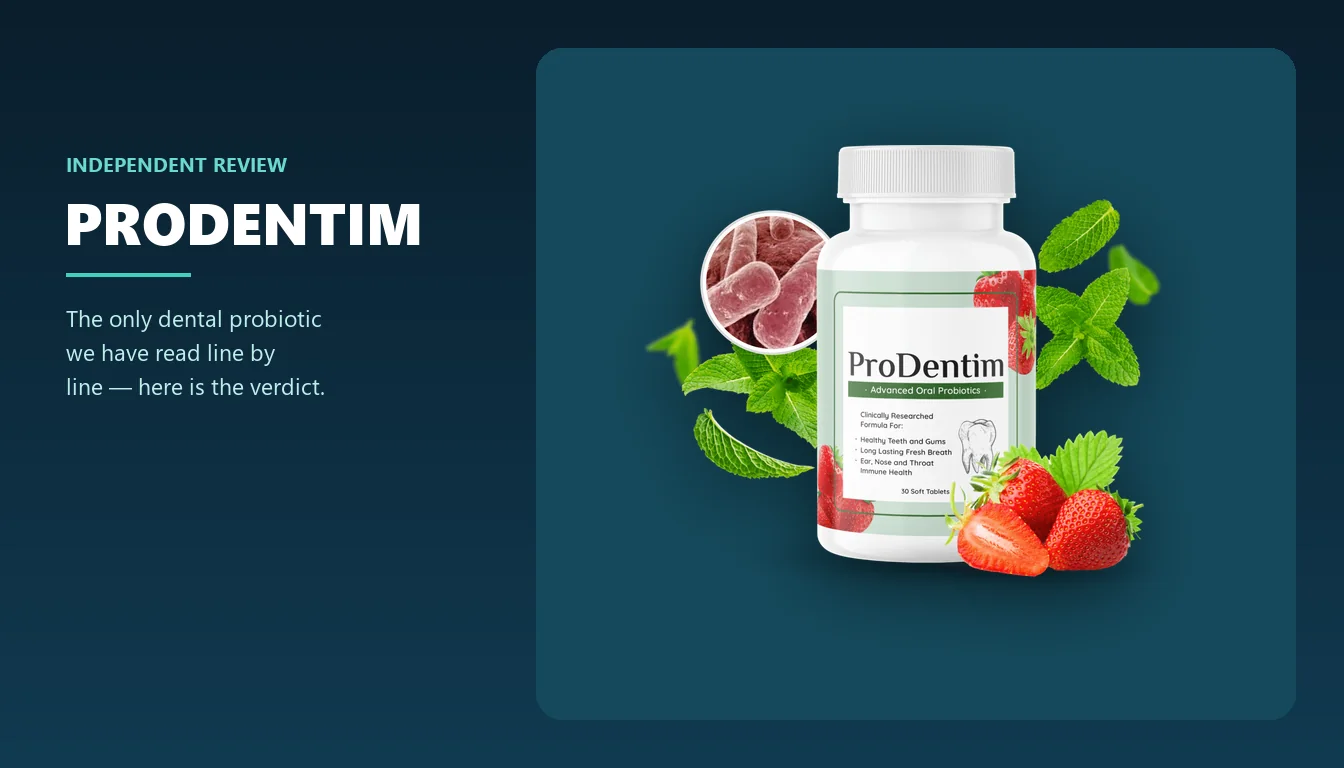 INDEPENDENT REVIEW
PRODENTIM
The only dental probiotic
we have read line by
line — here is the verdict.
ProDentim
· Advanced Oral Probiotics ·
Clinically Researched
Formula For:
· Healthy Teeth and Gums
· Long Lasting Fresh Breath
· Ear, Nose and Throat
Immune Health
30 Soft Tablets